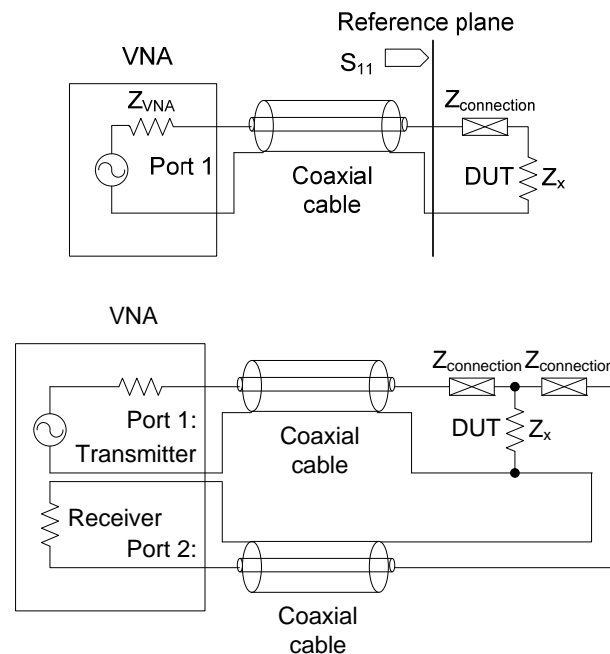 Reference plane
VNA
S11
ZVNA
Zconnection
Port 1
DUT
Zx
Coaxial
cable
VNA
Zconnection Zconnection
Port 1:
Transmitter
Coaxial
cable
DUT
Zx
Receiver
Port 2:
Coaxial
cable